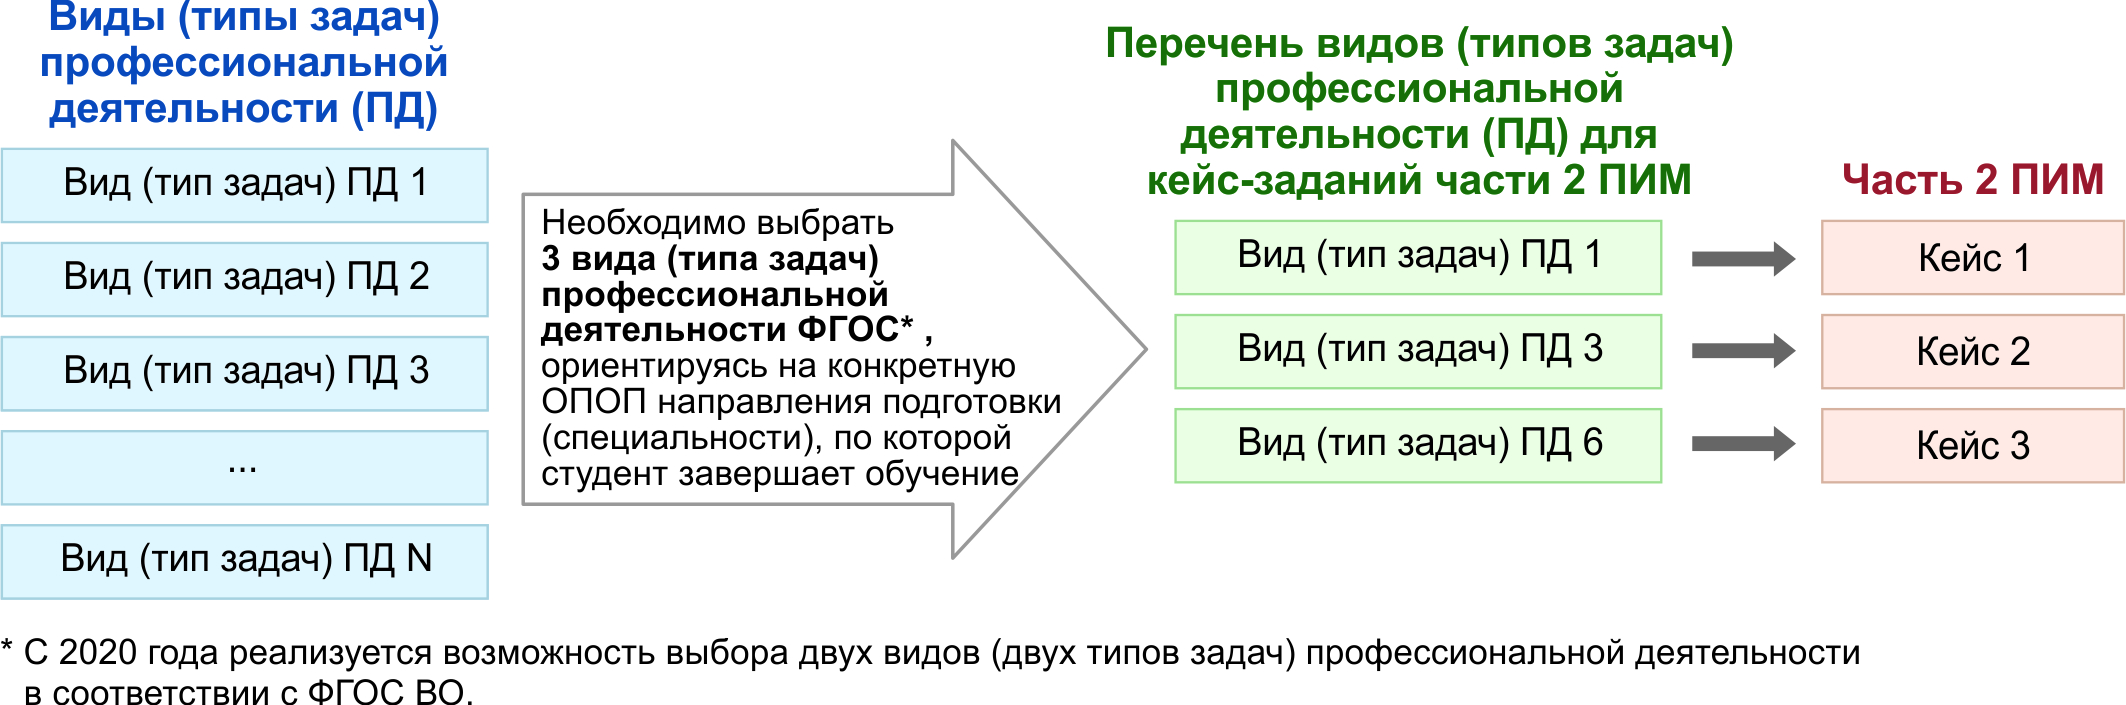 Виды (типы задач)
профессиональной
деятельности (ПД)
Вид (тип задач) ПД 1
Вид (тип задач) ПД 2
Вид (тип задач) ПД 3
...
Вид (тип задач) ПД N
Необходимо выбрать
3 вида (типа задач)
профессиональной
деятельности ФГОС* ,
ориентируясь на конкретную
ОПОП направления подготовки
(специальности), по которой
студент завершает обучение
Перечень видов (типов задач)
профессиональной
деятельности (ПД) для
кейс-заданий части 2 ПИМ
Вид (тип задач) ПД 1
Вид (тип задач) ПД 3
Вид (тип задач) ПД 6
Часть 2 ПИМ
Кейс 1
Кейс 2
Кейс 3
* С 2020 года реализуется возможность выбора двух видов (двух типов задач) профессиональной деятельности
в соответствии с ФГОС ВО.